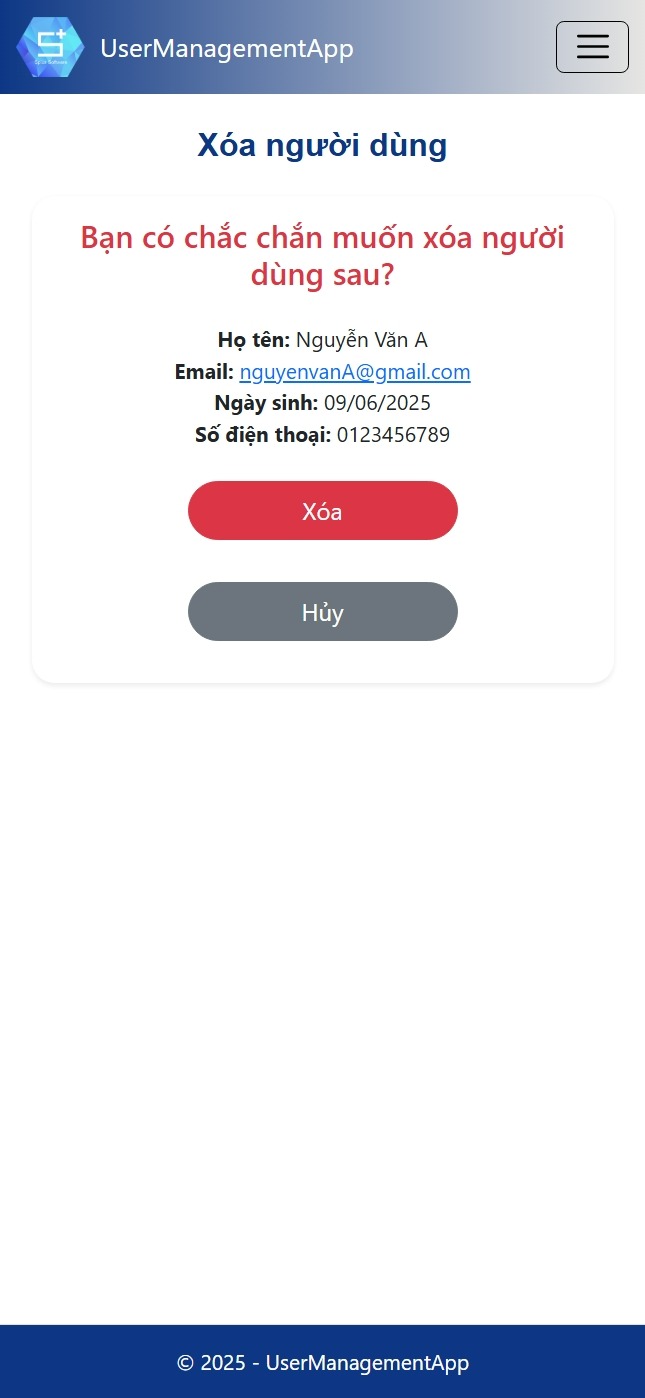 UserManagementApp
Xóa người dùng
Bạn có chắc chắn muốn xóa người
dùng sau?
Họ tên: Nguyễn Văn A
Email: nguyenvanA@gmail.com
Ngày sinh: 09/06/2025
Số điện thoại: 0123456789
Xóa
Hủy
© 2025 - UserManagementApp